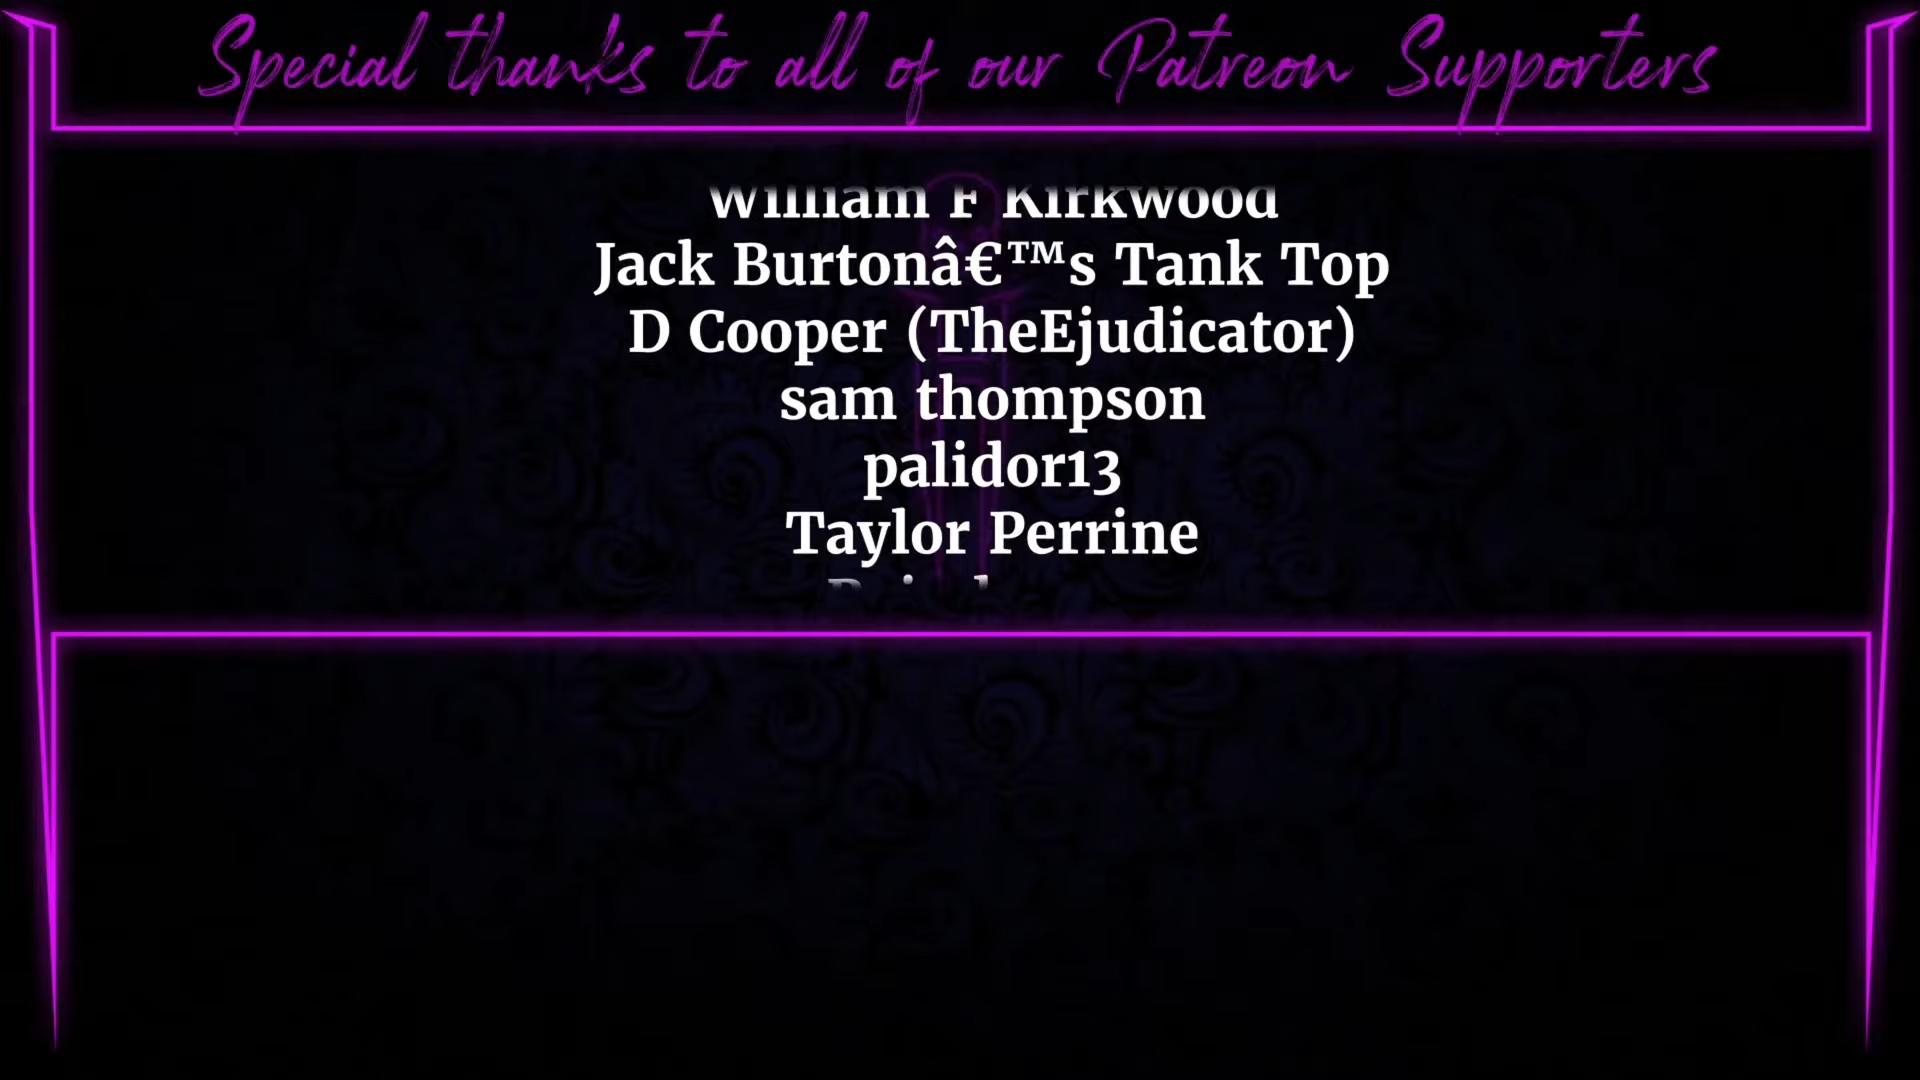 Special thanks to all of our Patreon Supporters
William F Kirkwood
Jack Burtonâ€™s Tank Top
D Cooper (TheEjudicator)
sam thompson
palidor13
Taylor Perrine